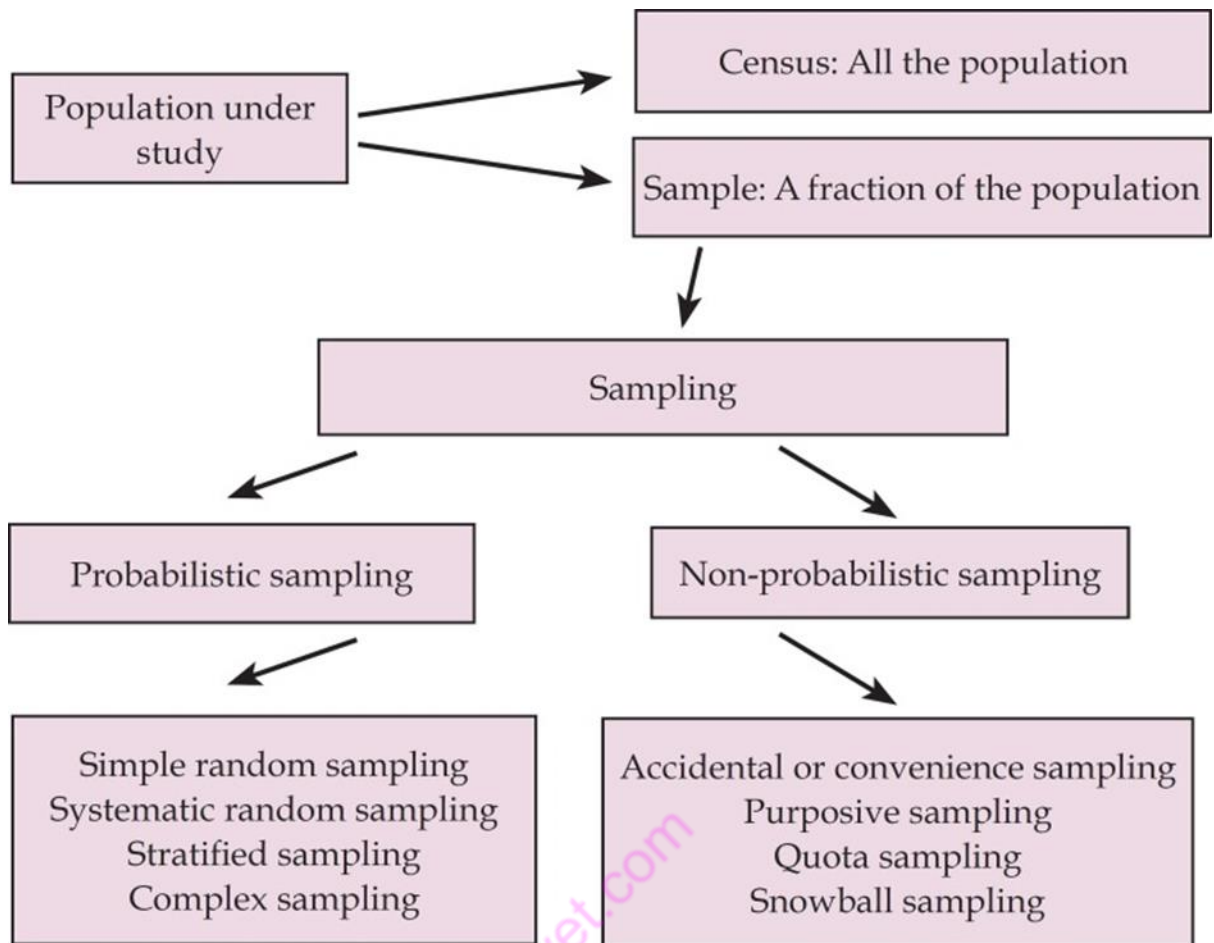 Population under
study
Census: All the population
Sample: A fraction of the population
Sampling
Probabilistic sampling
Non-probabilistic sampling
Simple random sampling
Systematic random sampling
Stratified sampling
Complex sampling
Accidental or convenience sampling
Purposive sampling
Quota sampling
Snowball sampling
ret.com